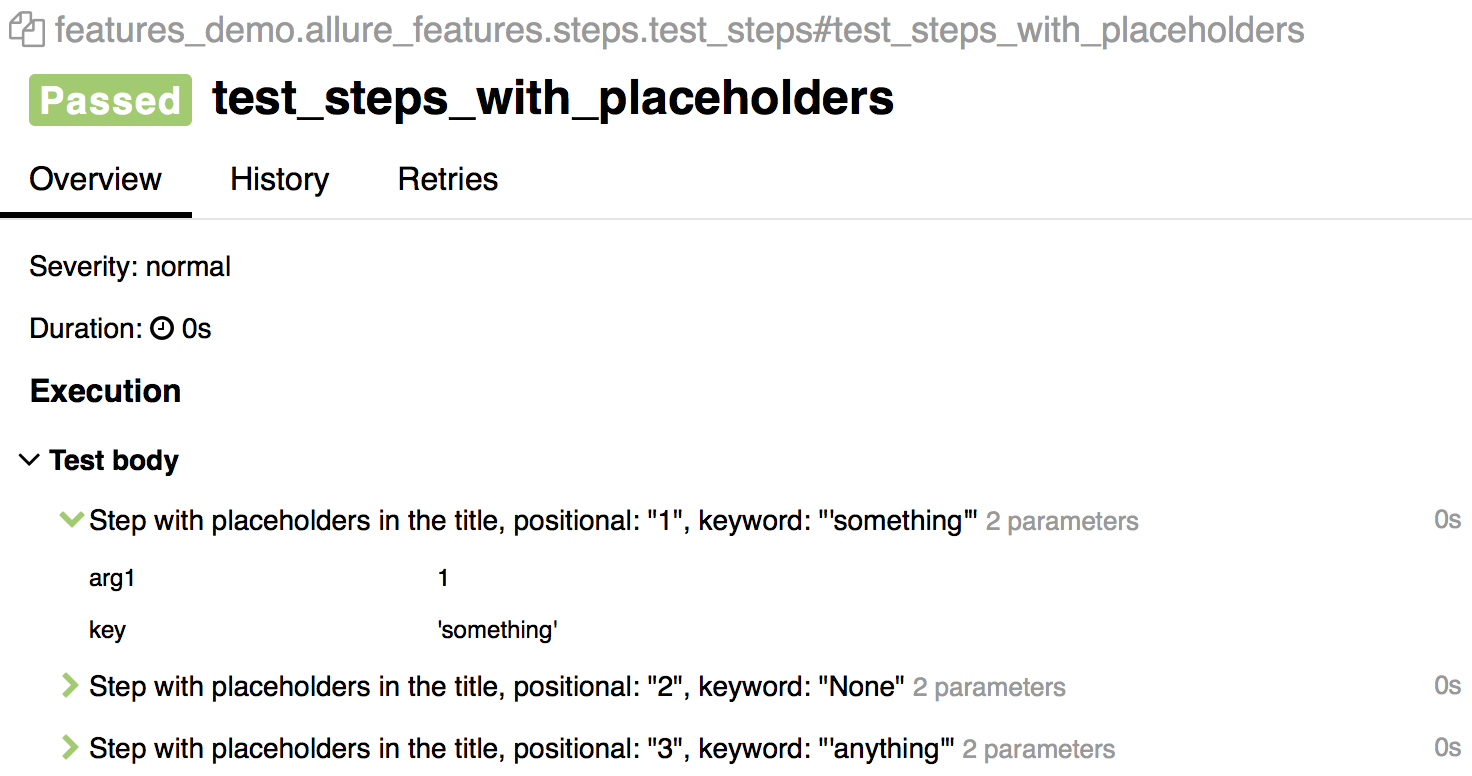 features_demo.allure_features.steps.test_steps#test_steps_with_placeholders
Passed test_steps_with_placeholders
Overview History Retries
Severity: normal
Duration: 0s
Execution
Test body
Step with placeholders in the title, positional: "1", keyword: "'something'" 2 parameters 0s
arg1 1
key 'something'
Step with placeholders in the title, positional: "2", keyword: "None" 2 parameters 0s
Step with placeholders in the title, positional: "3", keyword: "'anything'" 2 parameters 0s